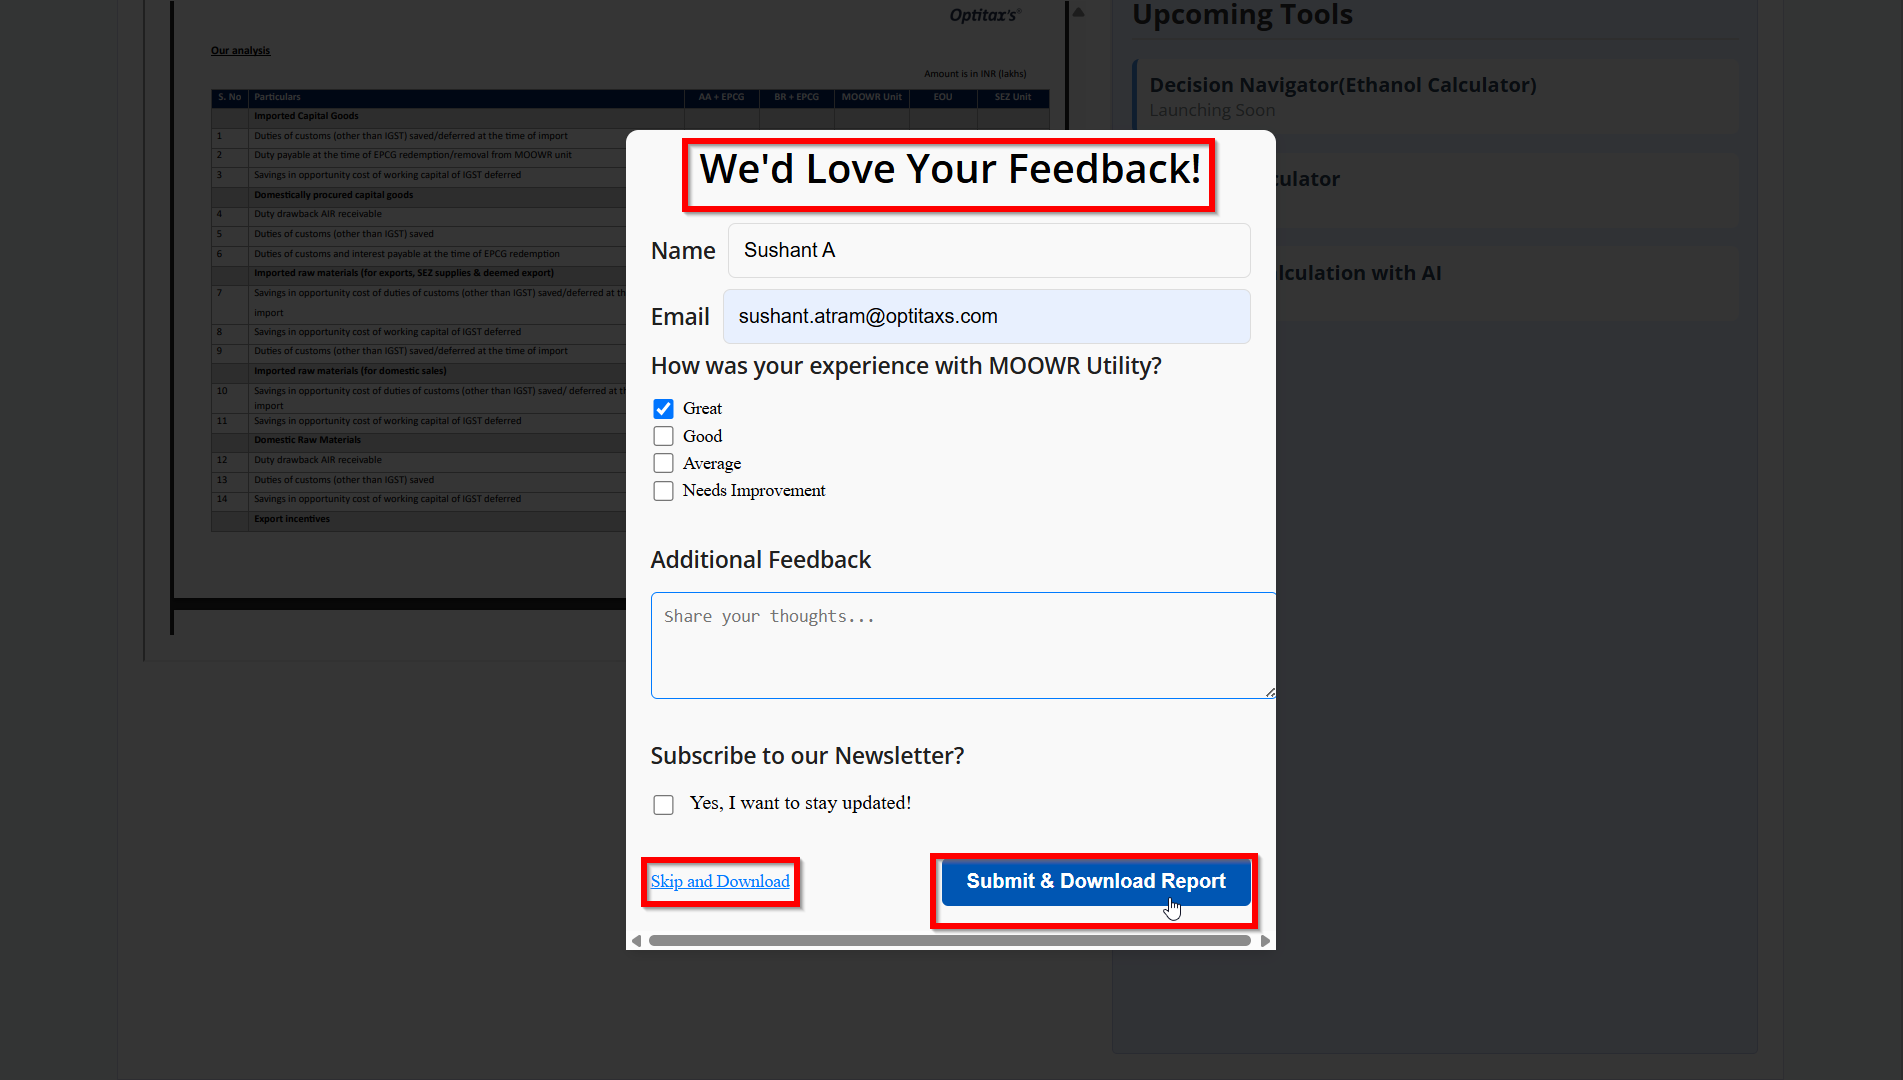 Optitax's®
Our analysis
Amount is in INR (lakhs)
S. No Particulars AA + EPCG BR + EPCG MOOWR Unit EOU SEZ Unit
Imported Capital Goods
1 Duties of customs (other than IGST) saved/deferred at the time of import
2 Duty payable at the time of EPCG redemption/removal from MOOWR unit
3 Savings in opportunity cost of working capital of IGST deferred
Domestically procured capital goods
4 Duty drawback AIR receivable
5 Duties of customs (other than IGST) saved
6 Duties of customs and interest payable at the time of EPCG redemption
Imported raw materials (for exports, SEZ supplies & deemed export)
7 Savings in opportunity cost of duties of customs (other than IGST) saved/deferred at th
import
8 Savings in opportunity cost of working capital of IGST deferred
9 Duties of customs (other than IGST) saved/deferred at the time of import
Imported raw materials (for domestic sales)
10 Savings in opportunity cost of duties of customs (other than IGST) saved/ deferred at th
import
11 Savings in opportunity cost of working capital of IGST deferred
Domestic Raw Materials
12 Duty drawback AIR receivable
13 Duties of customs (other than IGST) saved
14 Savings in opportunity cost of working capital of IGST deferred
Export incentives
We'd Love Your Feedback!
Name Sushant A
Email sushant.atram@optitaxs.com
How was your experience with MOOWR Utility?
Great
Good
Average
Needs Improvement
Additional Feedback
Share your thoughts...
Subscribe to our Newsletter?
Yes, I want to stay updated!
Skip and Download
Submit & Download Report
Upcoming Tools
Decision Navigator(Ethanol Calculator)
Launching Soon
culator
lculation with AI